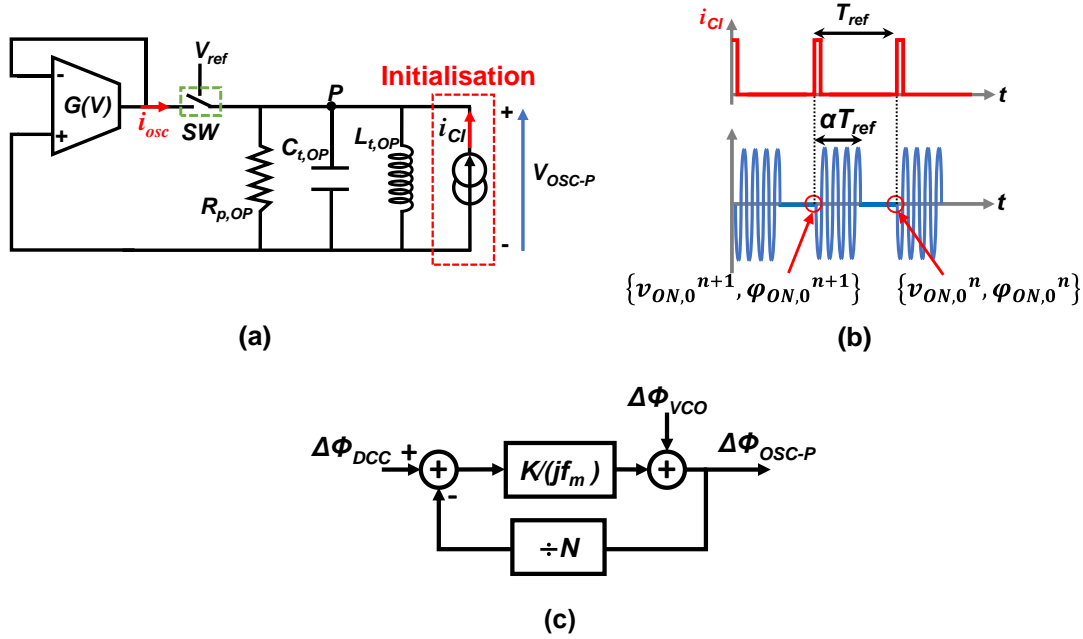 V_ref
-
G(V)
+
i_osc
SW
P
Initialisation
i_CI
+
C_t,OP
L_t,OP
R_p,OP
V_OSC-P
-
(a)
i_CI
T_ref
t
αT_ref
t
{v_ON,0^n+1, φ_ON,0^n+1}
{v_ON,0^n, φ_ON,0^n}
(b)
ΔΦ_VCO
ΔΦ_DCC
+
+
K/(jf_m)
+
ΔΦ_OSC-P
-
÷N
(c)